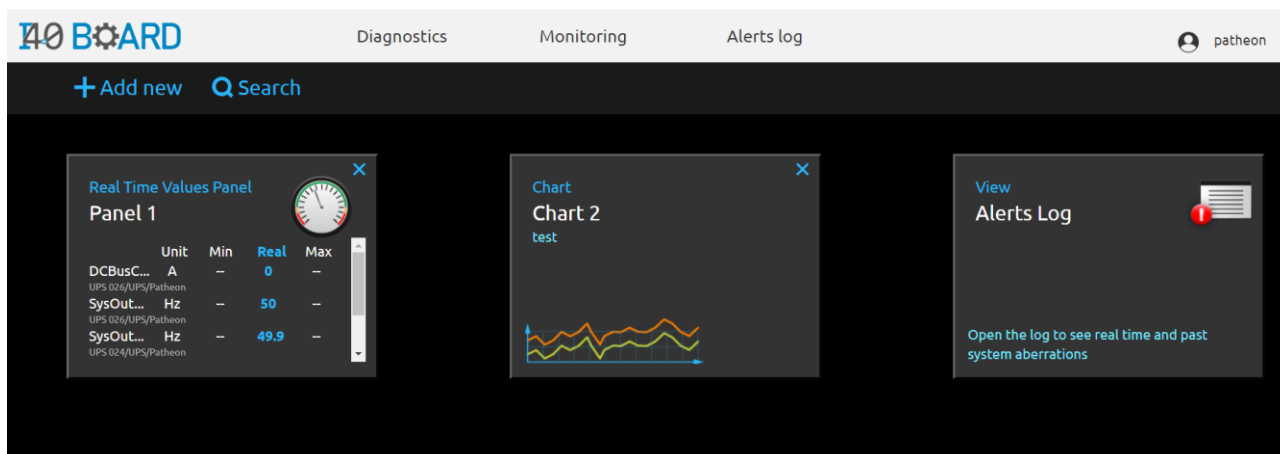 I40 BOARD
Diagnostics Monitoring Alerts log
patheon
Add new Search
Real Time Values Panel
Panel 1
Unit Min Real Max
DCBusC... A -- 0 --
UPS 026/UPS/Patheon
SysOut... Hz -- 50 --
UPS 026/UPS/Patheon
SysOut... Hz -- 49.9 --
UPS 024/UPS/Patheon
Chart
Chart 2
test
View
Alerts Log
Open the log to see real time and past
system aberrations